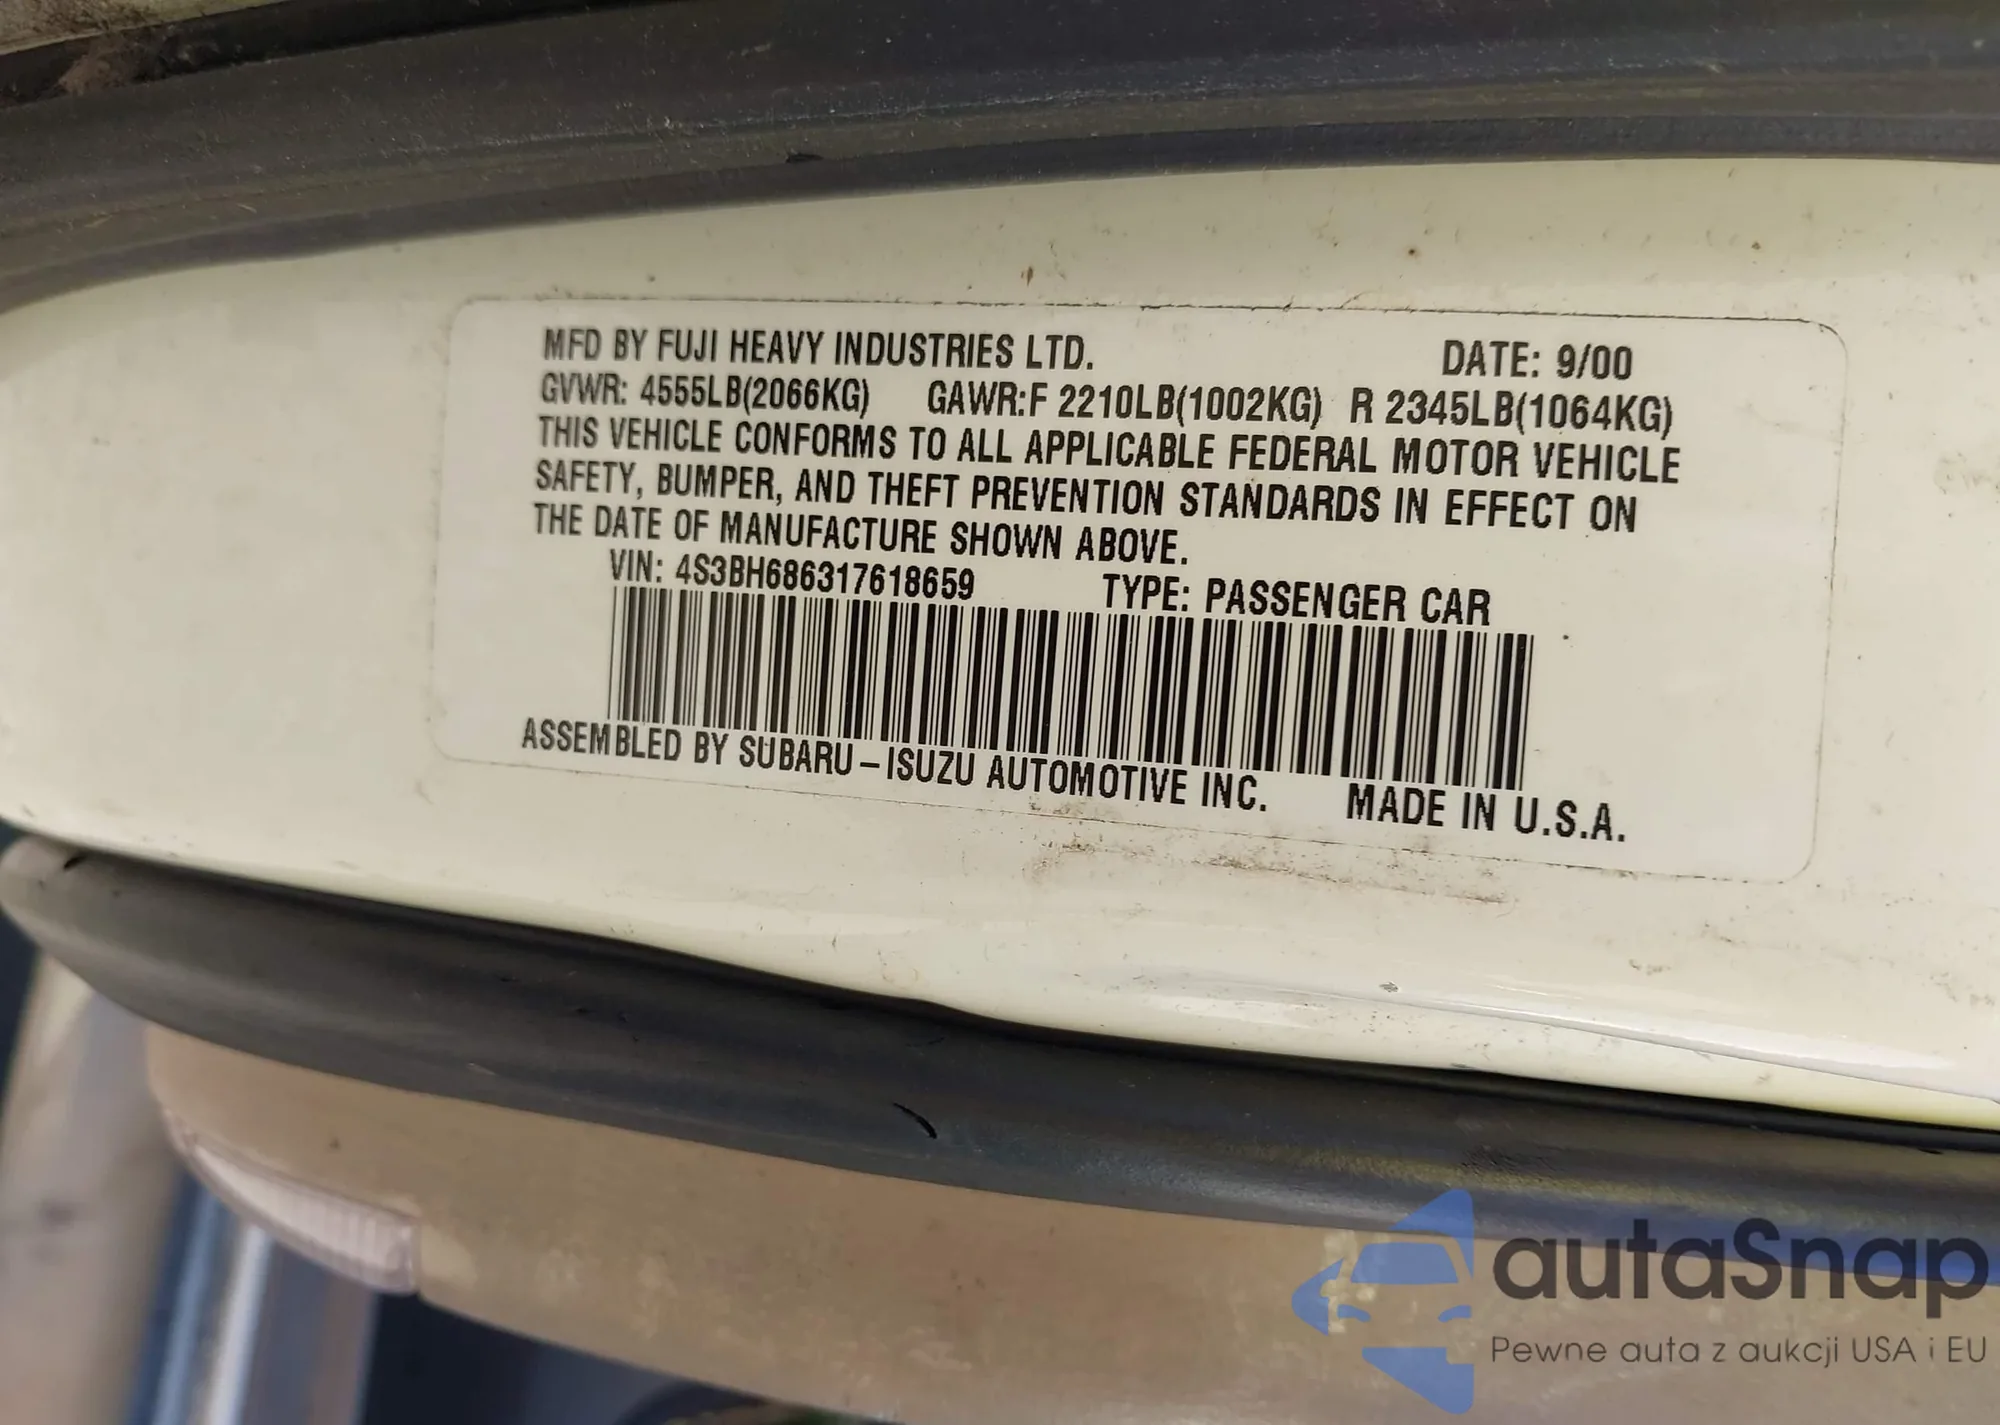 MFD BY FUJI HEAVY INDUSTRIES LTD. DATE: 9/00
GVWR: 4555LB(2066KG) GAWR:F 2210LB(1002KG) R 2345LB(1064KG)
THIS VEHICLE CONFORMS TO ALL APPLICABLE FEDERAL MOTOR VEHICLE
SAFETY, BUMPER, AND THEFT PREVENTION STANDARDS IN EFFECT ON
THE DATE OF MANUFACTURE SHOWN ABOVE.
VIN: 4S3BH686317618659 TYPE: PASSENGER CAR
ASSEMBLED BY SUBARU-ISUZU AUTOMOTIVE INC. MADE IN U.S.A.
autaSnap
Pewne auta z aukcji USA i EU